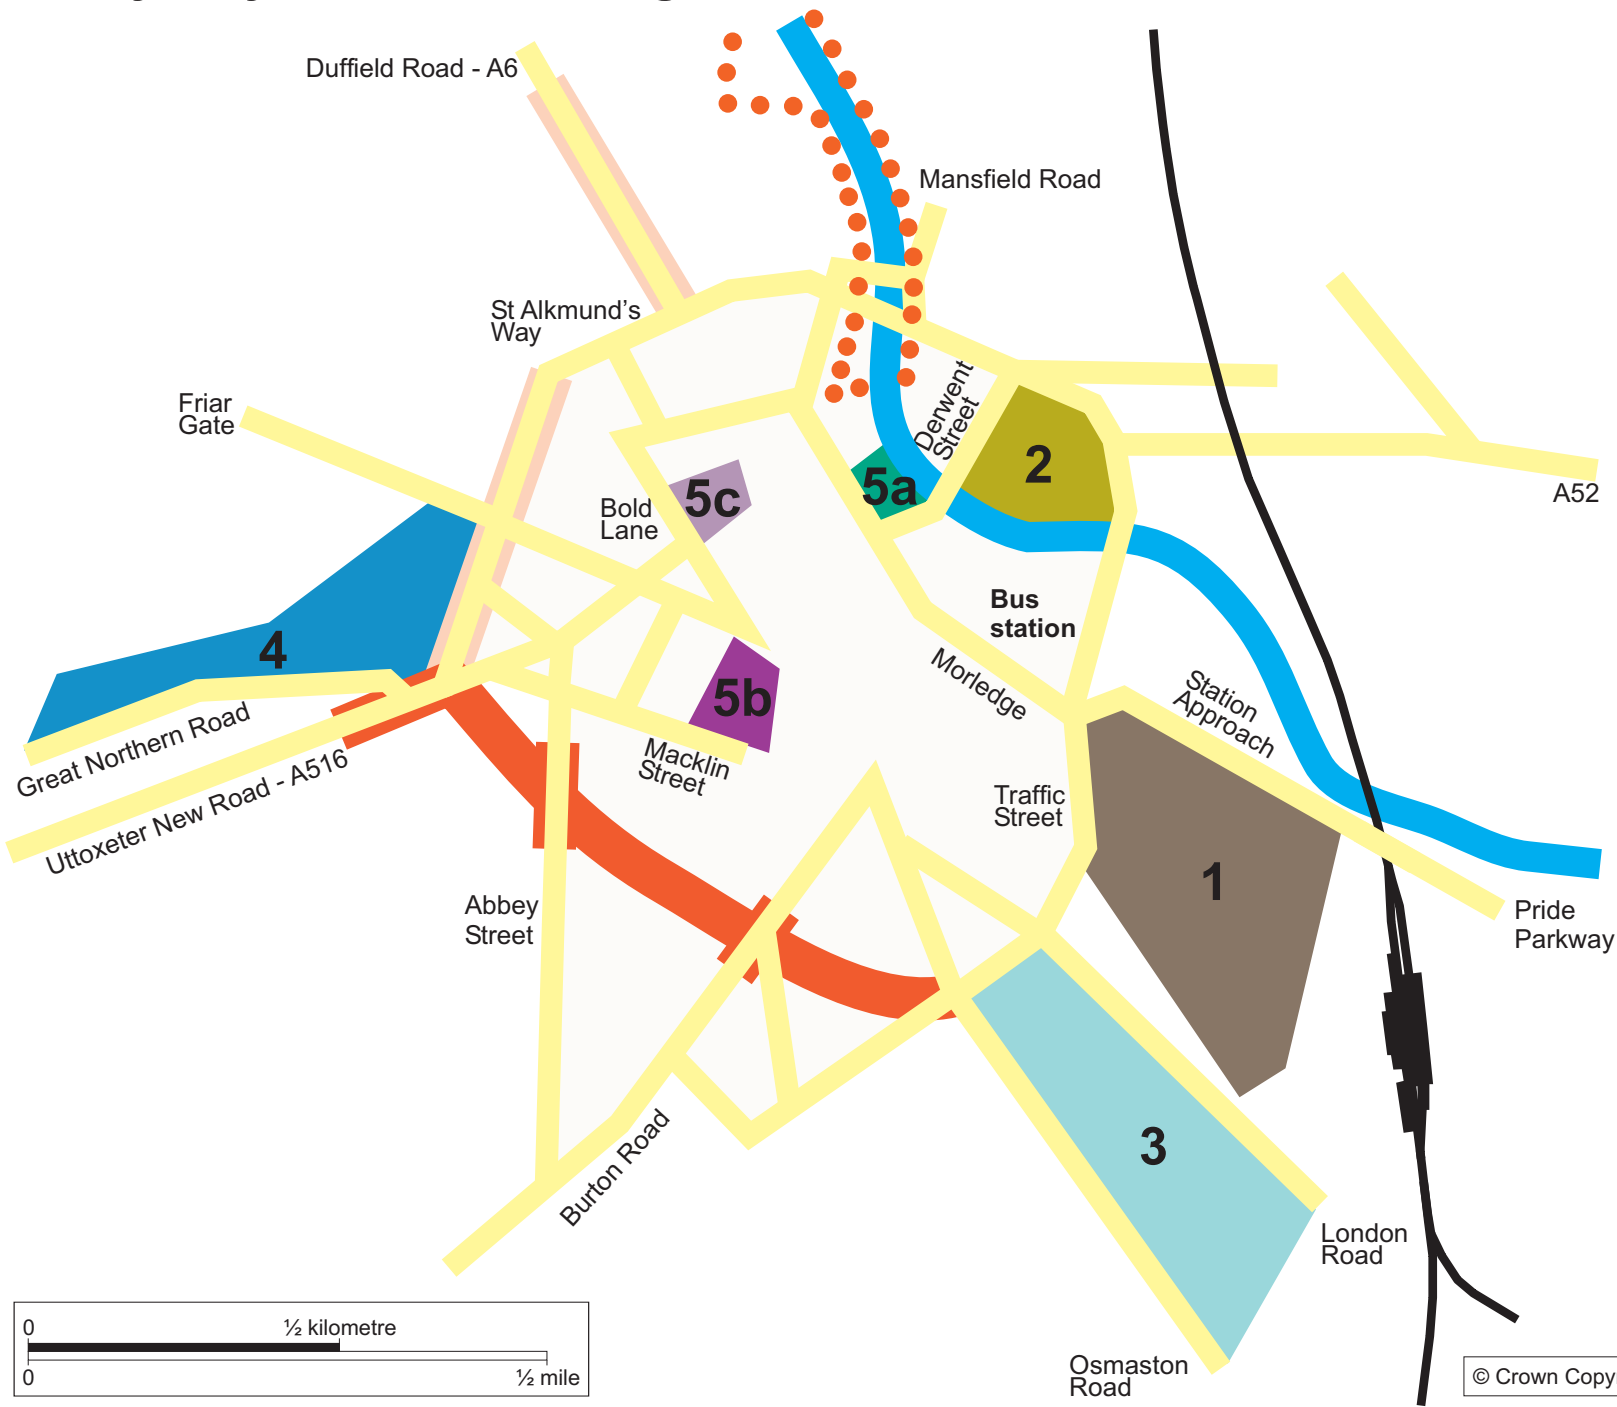 Duffield Road - A6
Mansfield Road
St Alkmund's
Way
Friar
Gate
Derwent
Street
2
A52
5a
5c
Bold
Lane
Bus
station
4
Morledge
Station
Approach
5b
Great Northern Road
Uttoxeter New Road - A516
Macklin
Street
Traffic
Street
1
Abbey
Street
Pride
Parkway
3
Burton Road
London
Road
Osmaston
Road
0
½ kilometre
0
½ mile
© Crown Copy